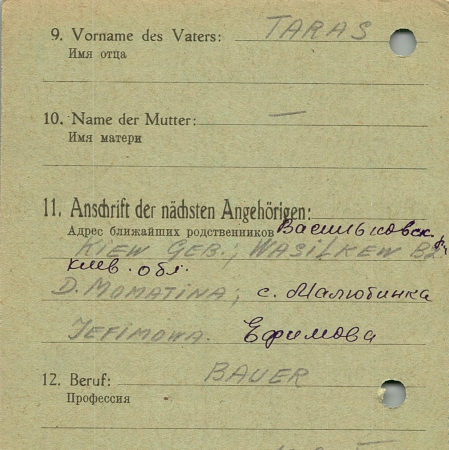 9. Vorname des Vaters: TARAS
Имя отца
10. Name der Mutter: —
Имя матери
11. Anschrift der nächsten Angehörigen:
Адрес ближайших родственников Васильковск.
KIEW GEB.; WASILKEW BZ
киев. обл.
D. MOMATINA; с. Малютинка
JEFIMOWA. Ефимова
12. Beruf: BAUER
Профессия